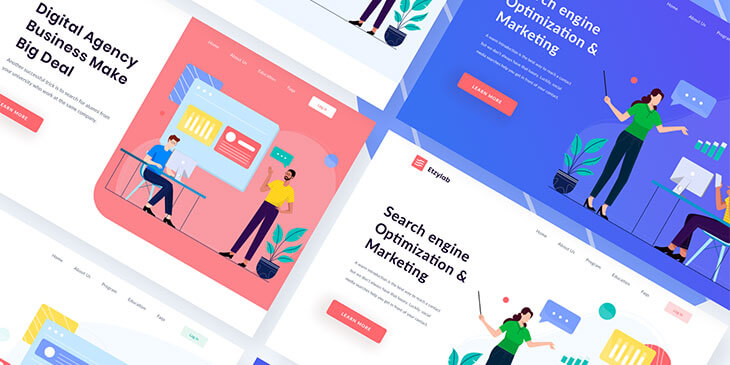 Digital Agency
Business Make
Big Deal
Another successful trick is to search for alumni from
your university who work at the same company.
LEARN MORE
Home
About Us
Education
Faqs
Log in
Search engine
Optimization &
Marketing
A warm introduction is the best way to reach a contact
but we don't always have that luxury. Luckily, social
media searches help you get in front of your contact.
LEARN MORE
Home
About Us
Program
Etzylab
Home
About Us
Program
Education
Faqs
Search engine
Optimization &
Marketing
A warm introduction is the best way to reach a contact
but we don't always have that luxury. Luckily, social
media searches help you get in front of your contact.
LEARN MORE
Home
About Us
Program
Education
Faqs
Log in